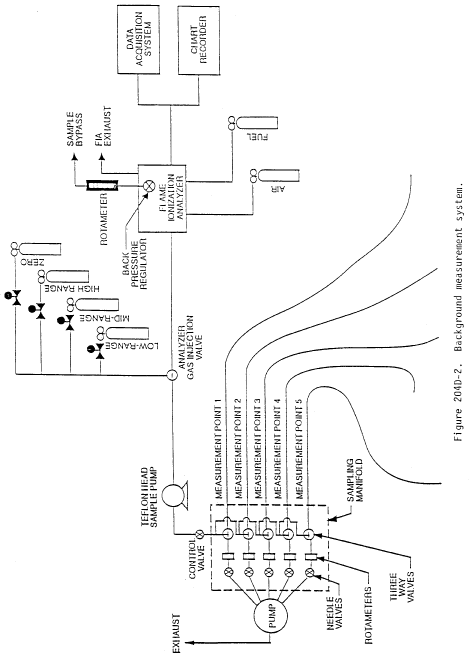 DATA
ACQUISITION
SYSTEM
CHART
RECORDER
SAMPLE
BYPASS
FIA
EXHAUST
ROTAMETER
FLAME
IONIZATION
ANALYZER
BACK
PRESSURE
REGULATOR
FUEL
AIR
ZERO
HIGH RANGE
MID-RANGE
LOW-RANGE
ANALYZER
GAS INJECTION
VALVE
TEFLON HEAD
SAMPLE PUMP
MEASUREMENT POINT 1
MEASUREMENT POINT 2
MEASUREMENT POINT 3
MEASUREMENT POINT 4
MEASUREMENT POINT 5
CONTROL
VALVE
SAMPLING
MANIFOLD
PUMP
EXHAUST
NEEDLE
VALVES
ROTAMETERS
THREE
WAY
VALVES
Figure 204D-2. Background measurement system.